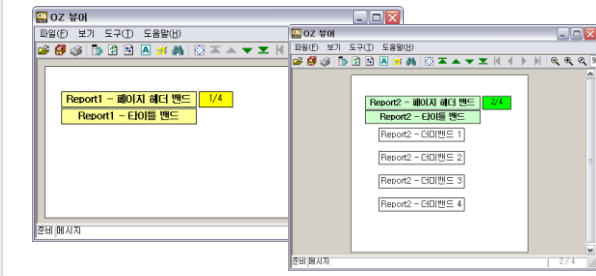 OZ 뷰어
파일(F) 보기 도구(T) 도움말(H)
Report1 - 페이지 헤더 밴드 1/4
Report1 - 타이틀 밴드
준비 메시지
OZ 뷰어
파일(F) 보기 도구(T) 도움말(H)
Report2 - 페이지 헤더 밴드 2/4
Report2 - 타이틀 밴드
Report2 - 더미밴드 1
Report2 - 더미밴드 2
Report2 - 더미밴드 3
Report2 - 더미밴드 4
준비 메시지 2/4